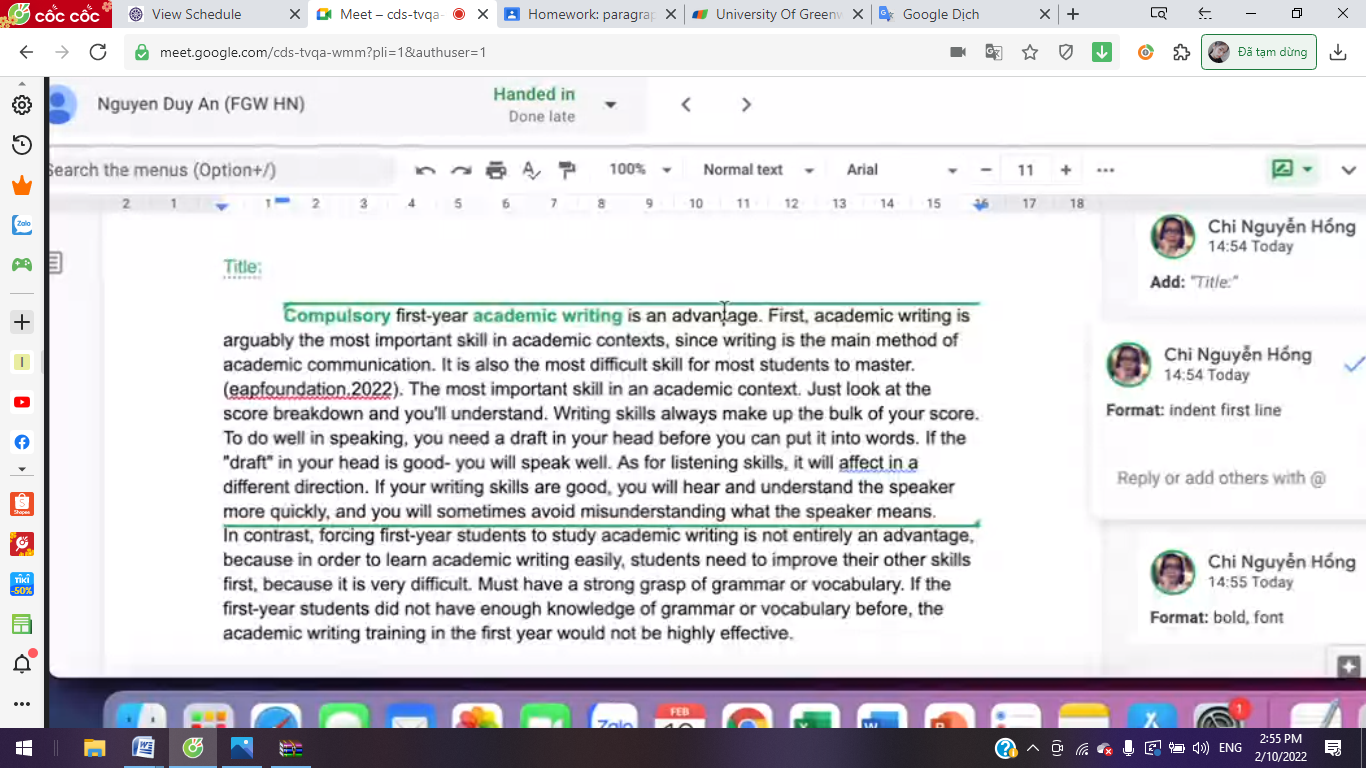 cốc cốc
View Schedule
Meet – cds-tvqa-
Homework: paragrap
University Of Greenw
Google Dịch
meet.google.com/cds-tvqa-wmm?pli=1&authuser=1
Đã tạm dừng
Nguyen Duy An (FGW HN)
Handed in
Done late
Search the menus (Option+/)
100%
Normal text
Arial
11
2 1 1 2 3 4 5 6 7 8 9 10 11 12 13 14 15 16 17 18
Title:
Compulsory first-year academic writing is an advantage. First, academic writing is
arguably the most important skill in academic contexts, since writing is the main method of
academic communication. It is also the most difficult skill for most students to master.
(eapfoundation,2022). The most important skill in an academic context. Just look at the
score breakdown and you'll understand. Writing skills always make up the bulk of your score.
To do well in speaking, you need a draft in your head before you can put it into words. If the
"draft" in your head is good- you will speak well. As for listening skills, it will affect in a
different direction. If your writing skills are good, you will hear and understand the speaker
more quickly, and you will sometimes avoid misunderstanding what the speaker means.
In contrast, forcing first-year students to study academic writing is not entirely an advantage,
because in order to learn academic writing easily, students need to improve their other skills
first, because it is very difficult. Must have a strong grasp of grammar or vocabulary. If the
first-year students did not have enough knowledge of grammar or vocabulary before, the
academic writing training in the first year would not be highly effective.
Chi Nguyễn Hồng
14:54 Today
Add: "Title:"
Chi Nguyễn Hồng
14:54 Today
Format: indent first line
Reply or add others with @
Chi Nguyễn Hồng
14:55 Today
Format: bold, font
Zalo
I
Shopee
TIKI
-50%
Zalo
FEB
1
ENG
2:55 PM
2/10/2022